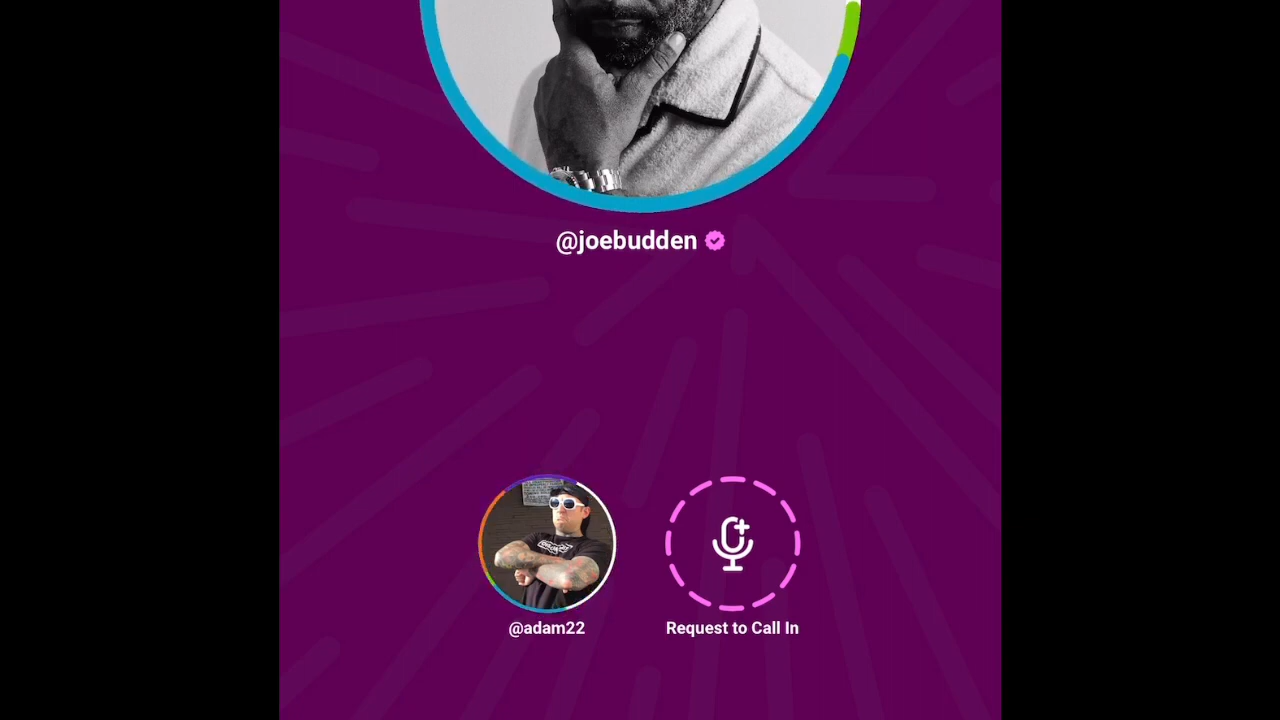 @joebudden
@adam22
Request to Call In